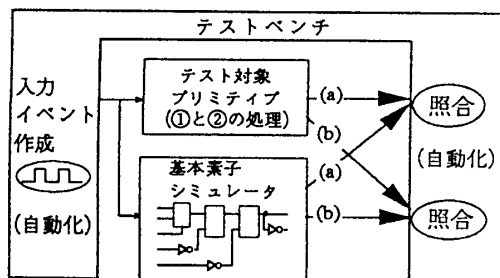 テストベンチ
入力
イベント
作成
(自動化)
テスト対象
プリミティブ
(①と②の処理)
(a)
(b)
基本素子
シミュレータ
(a)
(b)
照合
(自動化)
照合